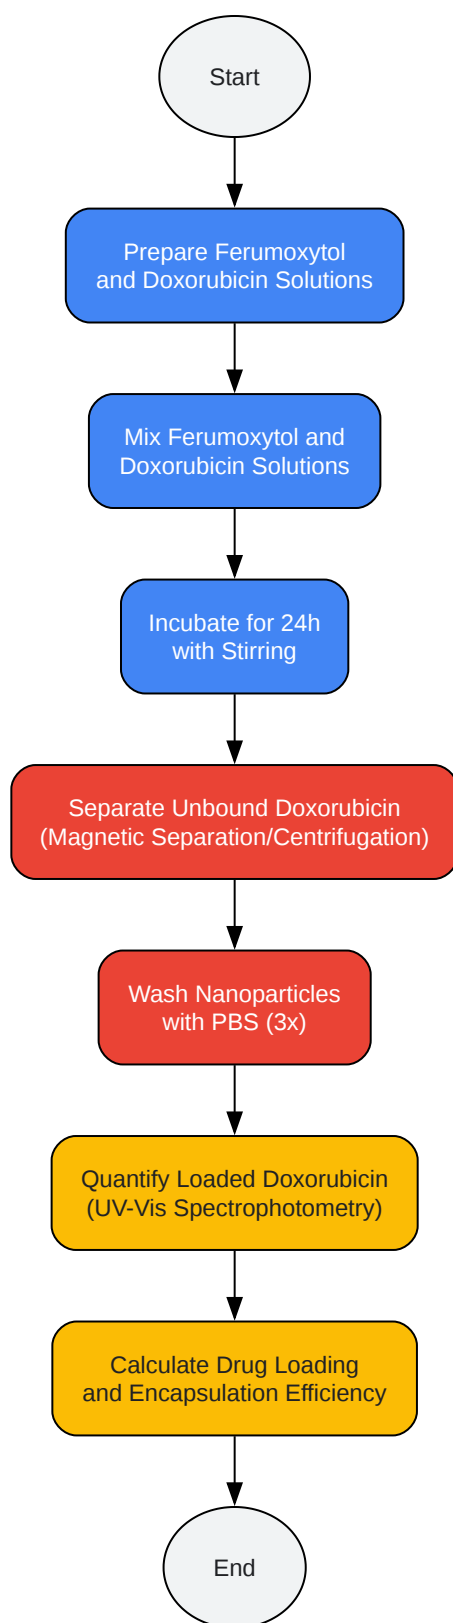 Start
Prepare Ferumoxytol
and Doxorubicin Solutions
Mix Ferumoxytol and
Doxorubicin Solutions
Incubate for 24h
with Stirring
Separate Unbound Doxorubicin
(Magnetic Separation/Centrifugation)
Wash Nanoparticles
with PBS (3x)
Quantify Loaded Doxorubicin
(UV-Vis Spectrophotometry)
Calculate Drug Loading
and Encapsulation Efficiency
End